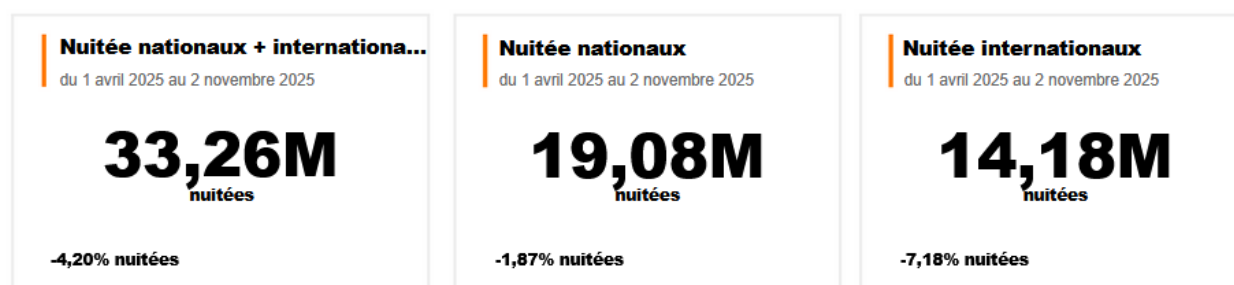 Nuitée nationaux + internationa...
du 1 avril 2025 au 2 novembre 2025
33,26M
nuitées
-4,20% nuitées
Nuitée nationaux
du 1 avril 2025 au 2 novembre 2025
19,08M
nuitées
-1,87% nuitées
Nuitée internationaux
du 1 avril 2025 au 2 novembre 2025
14,18M
nuitées
-7,18% nuitées